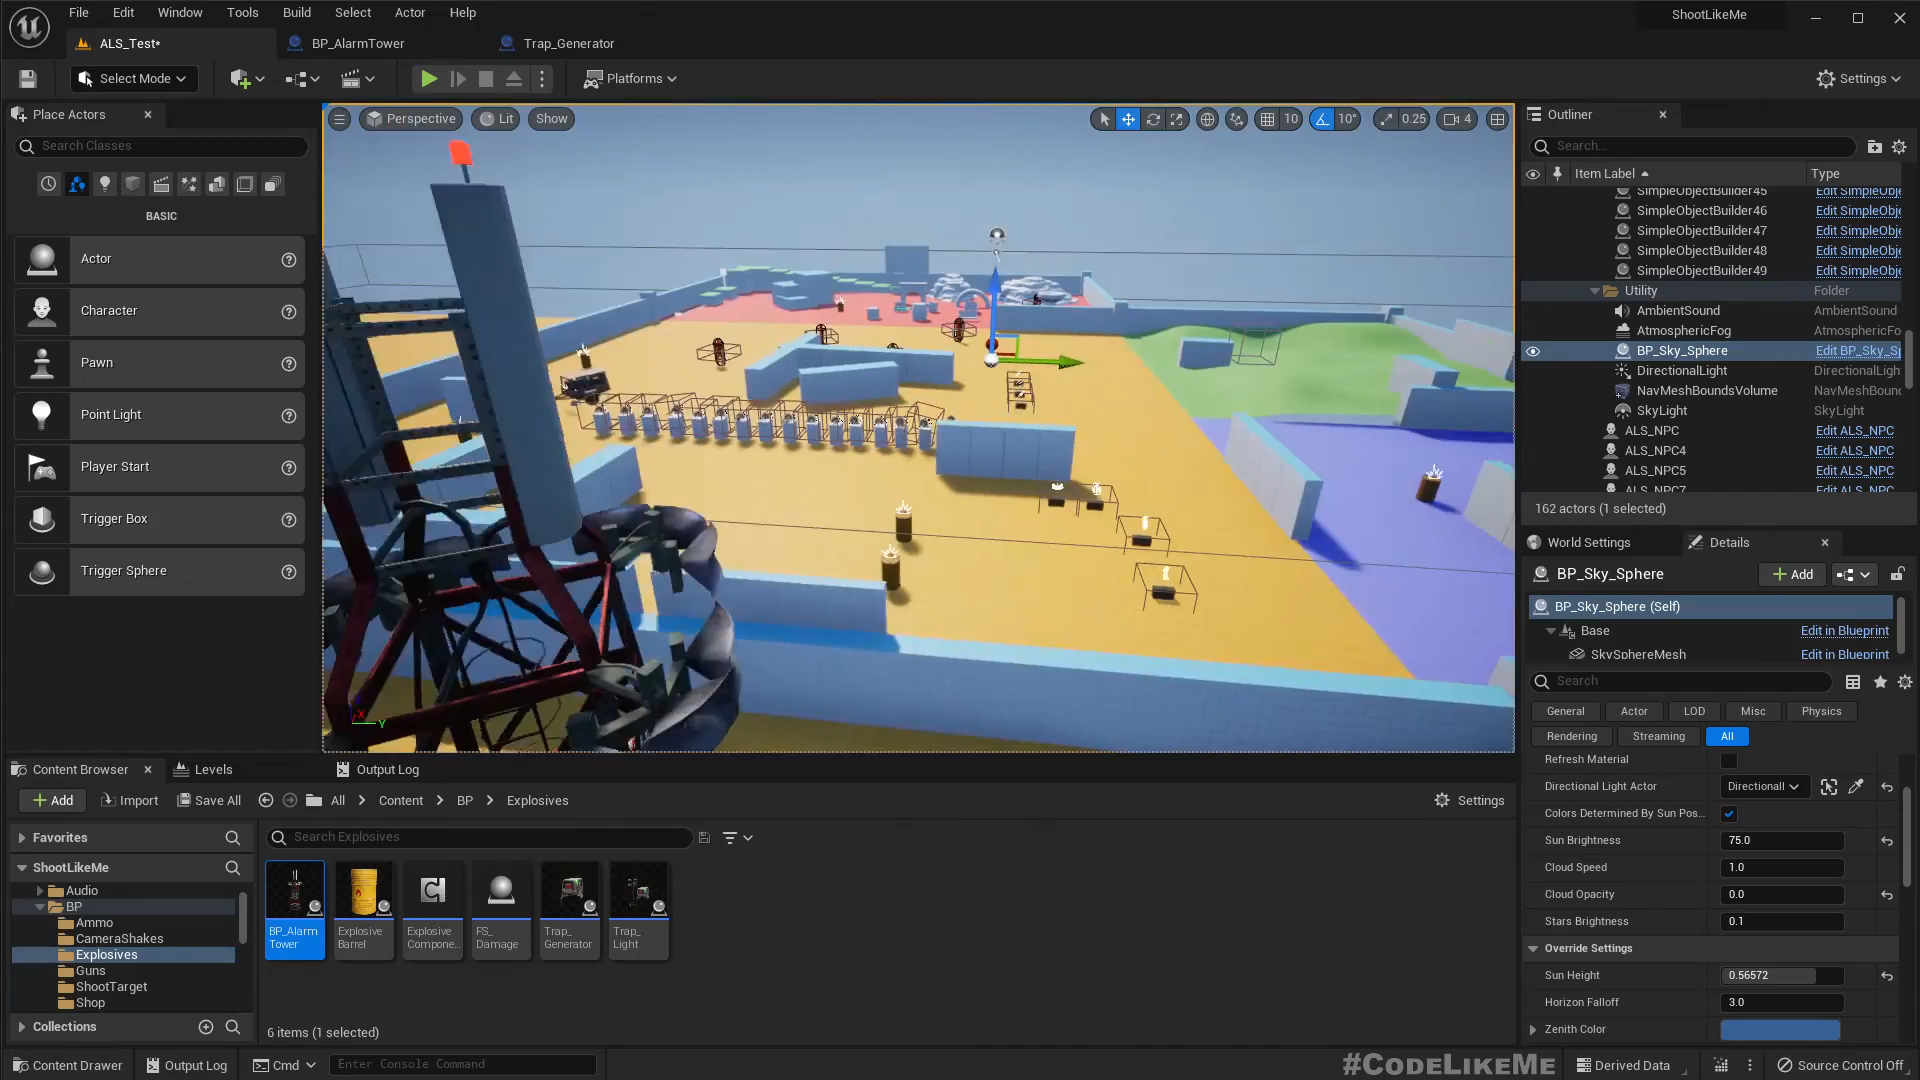 File Edit Window Tools Build Select Actor Help
ShootLikeMe
ALS_Test* BP_AlarmTower Trap_Generator
Select Mode
Platforms
Settings
Place Actors
Search Classes
BASIC
Actor
Character
Pawn
Point Light
Player Start
Trigger Box
Trigger Sphere
Perspective Lit Show
10 10° 0.25 4
X Y
Outliner
Search...
Item Label Type
SimpleObjectBuilder45 Edit SimpleObje
SimpleObjectBuilder46 Edit SimpleObje
SimpleObjectBuilder47 Edit SimpleObje
SimpleObjectBuilder48 Edit SimpleObje
SimpleObjectBuilder49 Edit SimpleObje
Utility Folder
AmbientSound AmbientSound
AtmosphericFog AtmosphericFo
BP_Sky_Sphere Edit BP_Sky_Sp
DirectionalLight DirectionalLigh
NavMeshBoundsVolume NavMeshBound
SkyLight SkyLight
ALS_NPC Edit ALS_NPC
ALS_NPC4 Edit ALS_NPC
ALS_NPC5 Edit ALS_NPC
ALS_NPC7 Edit ALS_NPC
162 actors (1 selected)
World Settings Details
BP_Sky_Sphere
Add
BP_Sky_Sphere (Self)
Base Edit in Blueprint
SkySphereMesh Edit in Blueprint
Search
General Actor LOD Misc Physics
Rendering Streaming All
Refresh Material
Directional Light Actor Directionall
Colors Determined By Sun Pos...
Sun Brightness 75.0
Cloud Speed 1.0
Cloud Opacity 0.0
Stars Brightness 0.1
Override Settings
Sun Height 0.56572
Horizon Falloff 3.0
Zenith Color
Content Browser Levels Output Log
Add Import Save All All Content BP Explosives
Settings
Favorites
ShootLikeMe
Audio
BP
Ammo
CameraShakes
Explosives
Guns
ShootTarget
Shop
Collections
Search Explosives
BP_Alarm
Tower
Explosive
Barrel
Explosive
Compone...
FS_
Damage
Trap_
Generator
Trap_
Light
6 items (1 selected)
Content Drawer Output Log Cmd Enter Console Command
#CODELIKEME
Derived Data
Source Control Off